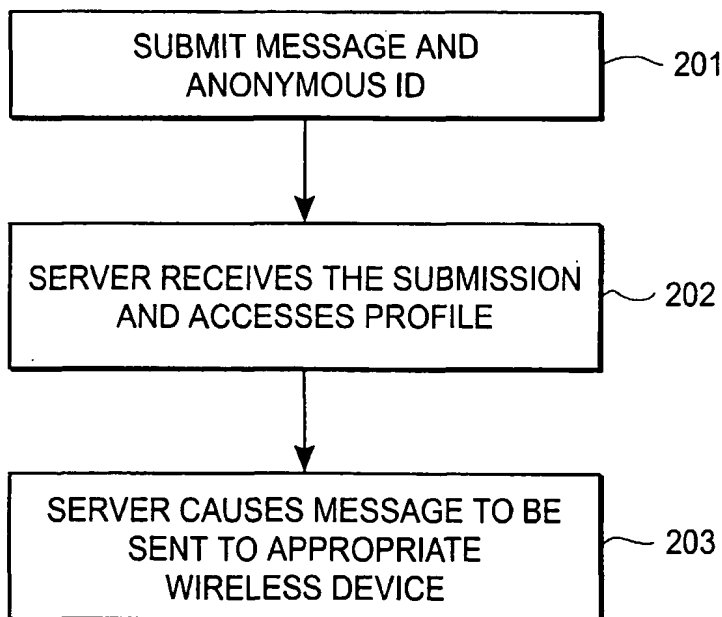 SUBMIT MESSAGE AND
ANONYMOUS ID
201
SERVER RECEIVES THE SUBMISSION
AND ACCESSES PROFILE
202
SERVER CAUSES MESSAGE TO BE
SENT TO APPROPRIATE
WIRELESS DEVICE
203